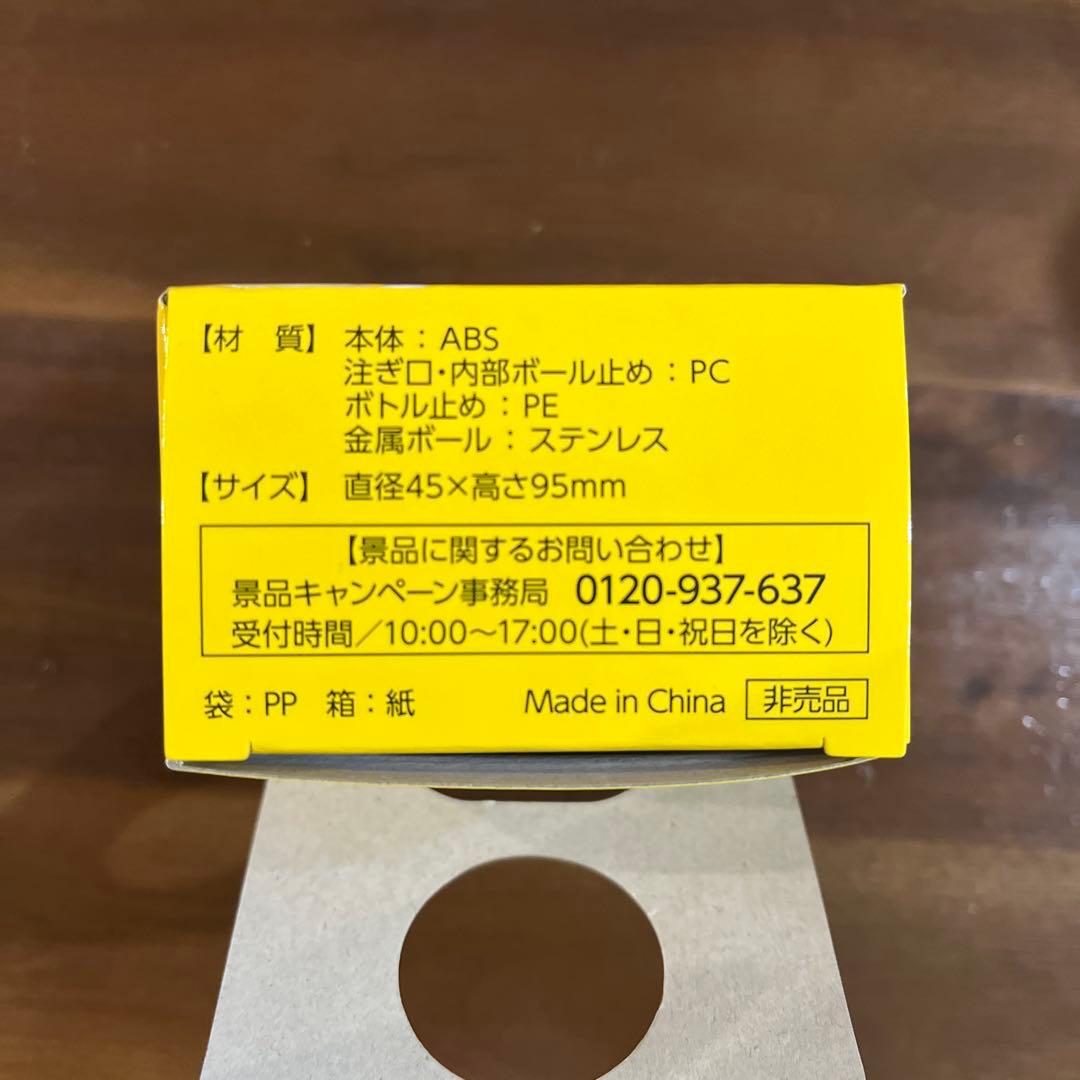 【材　質】 本体：ABS
注ぎ口・内部ボール止め：PC
ボトル止め：PE
金属ボール：ステンレス
【サイズ】 直径45×高さ95mm
【景品に関するお問い合わせ】
景品キャンペーン事務局 0120-937-637
受付時間／10:00〜17:00(土・日・祝日を除く)
袋：PP 箱：紙 Made in China 非売品